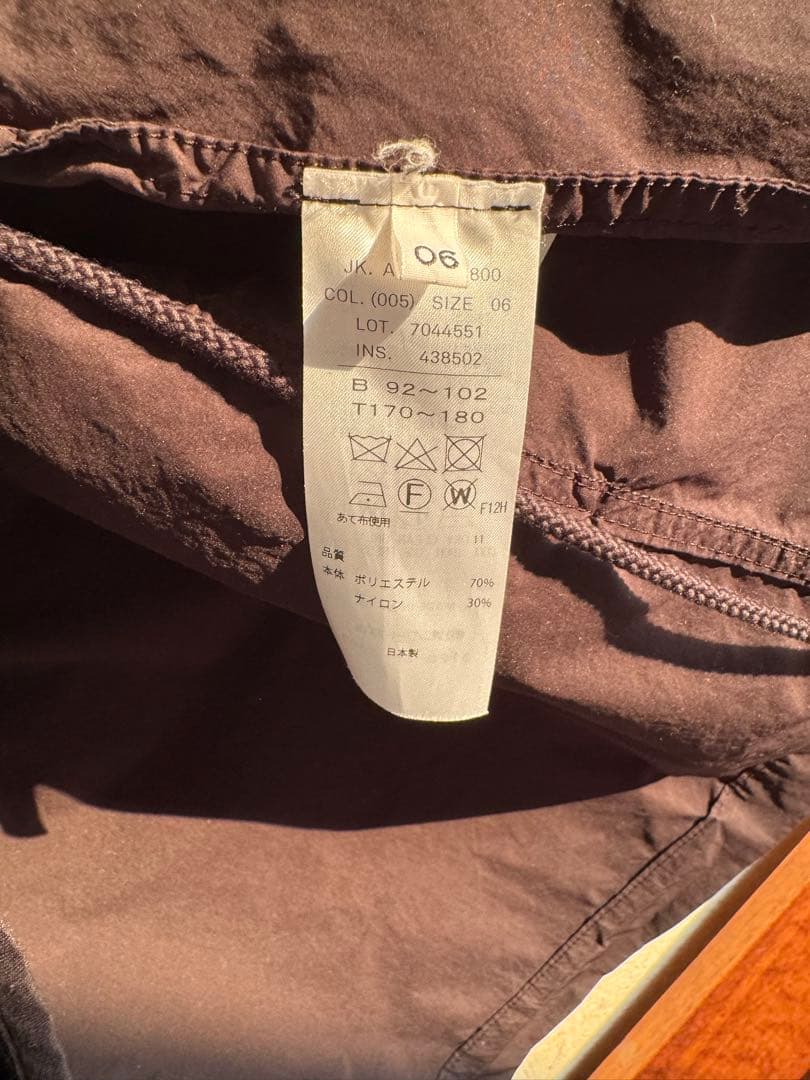 06
JK. A 800
COL. (005) SIZE 06
LOT. 7044551
INS. 438502
B 92～102
T170～180
F W F12H
あて布使用
11
品質
本体 ポリエステル 70%
ナイロン 30%
日本製